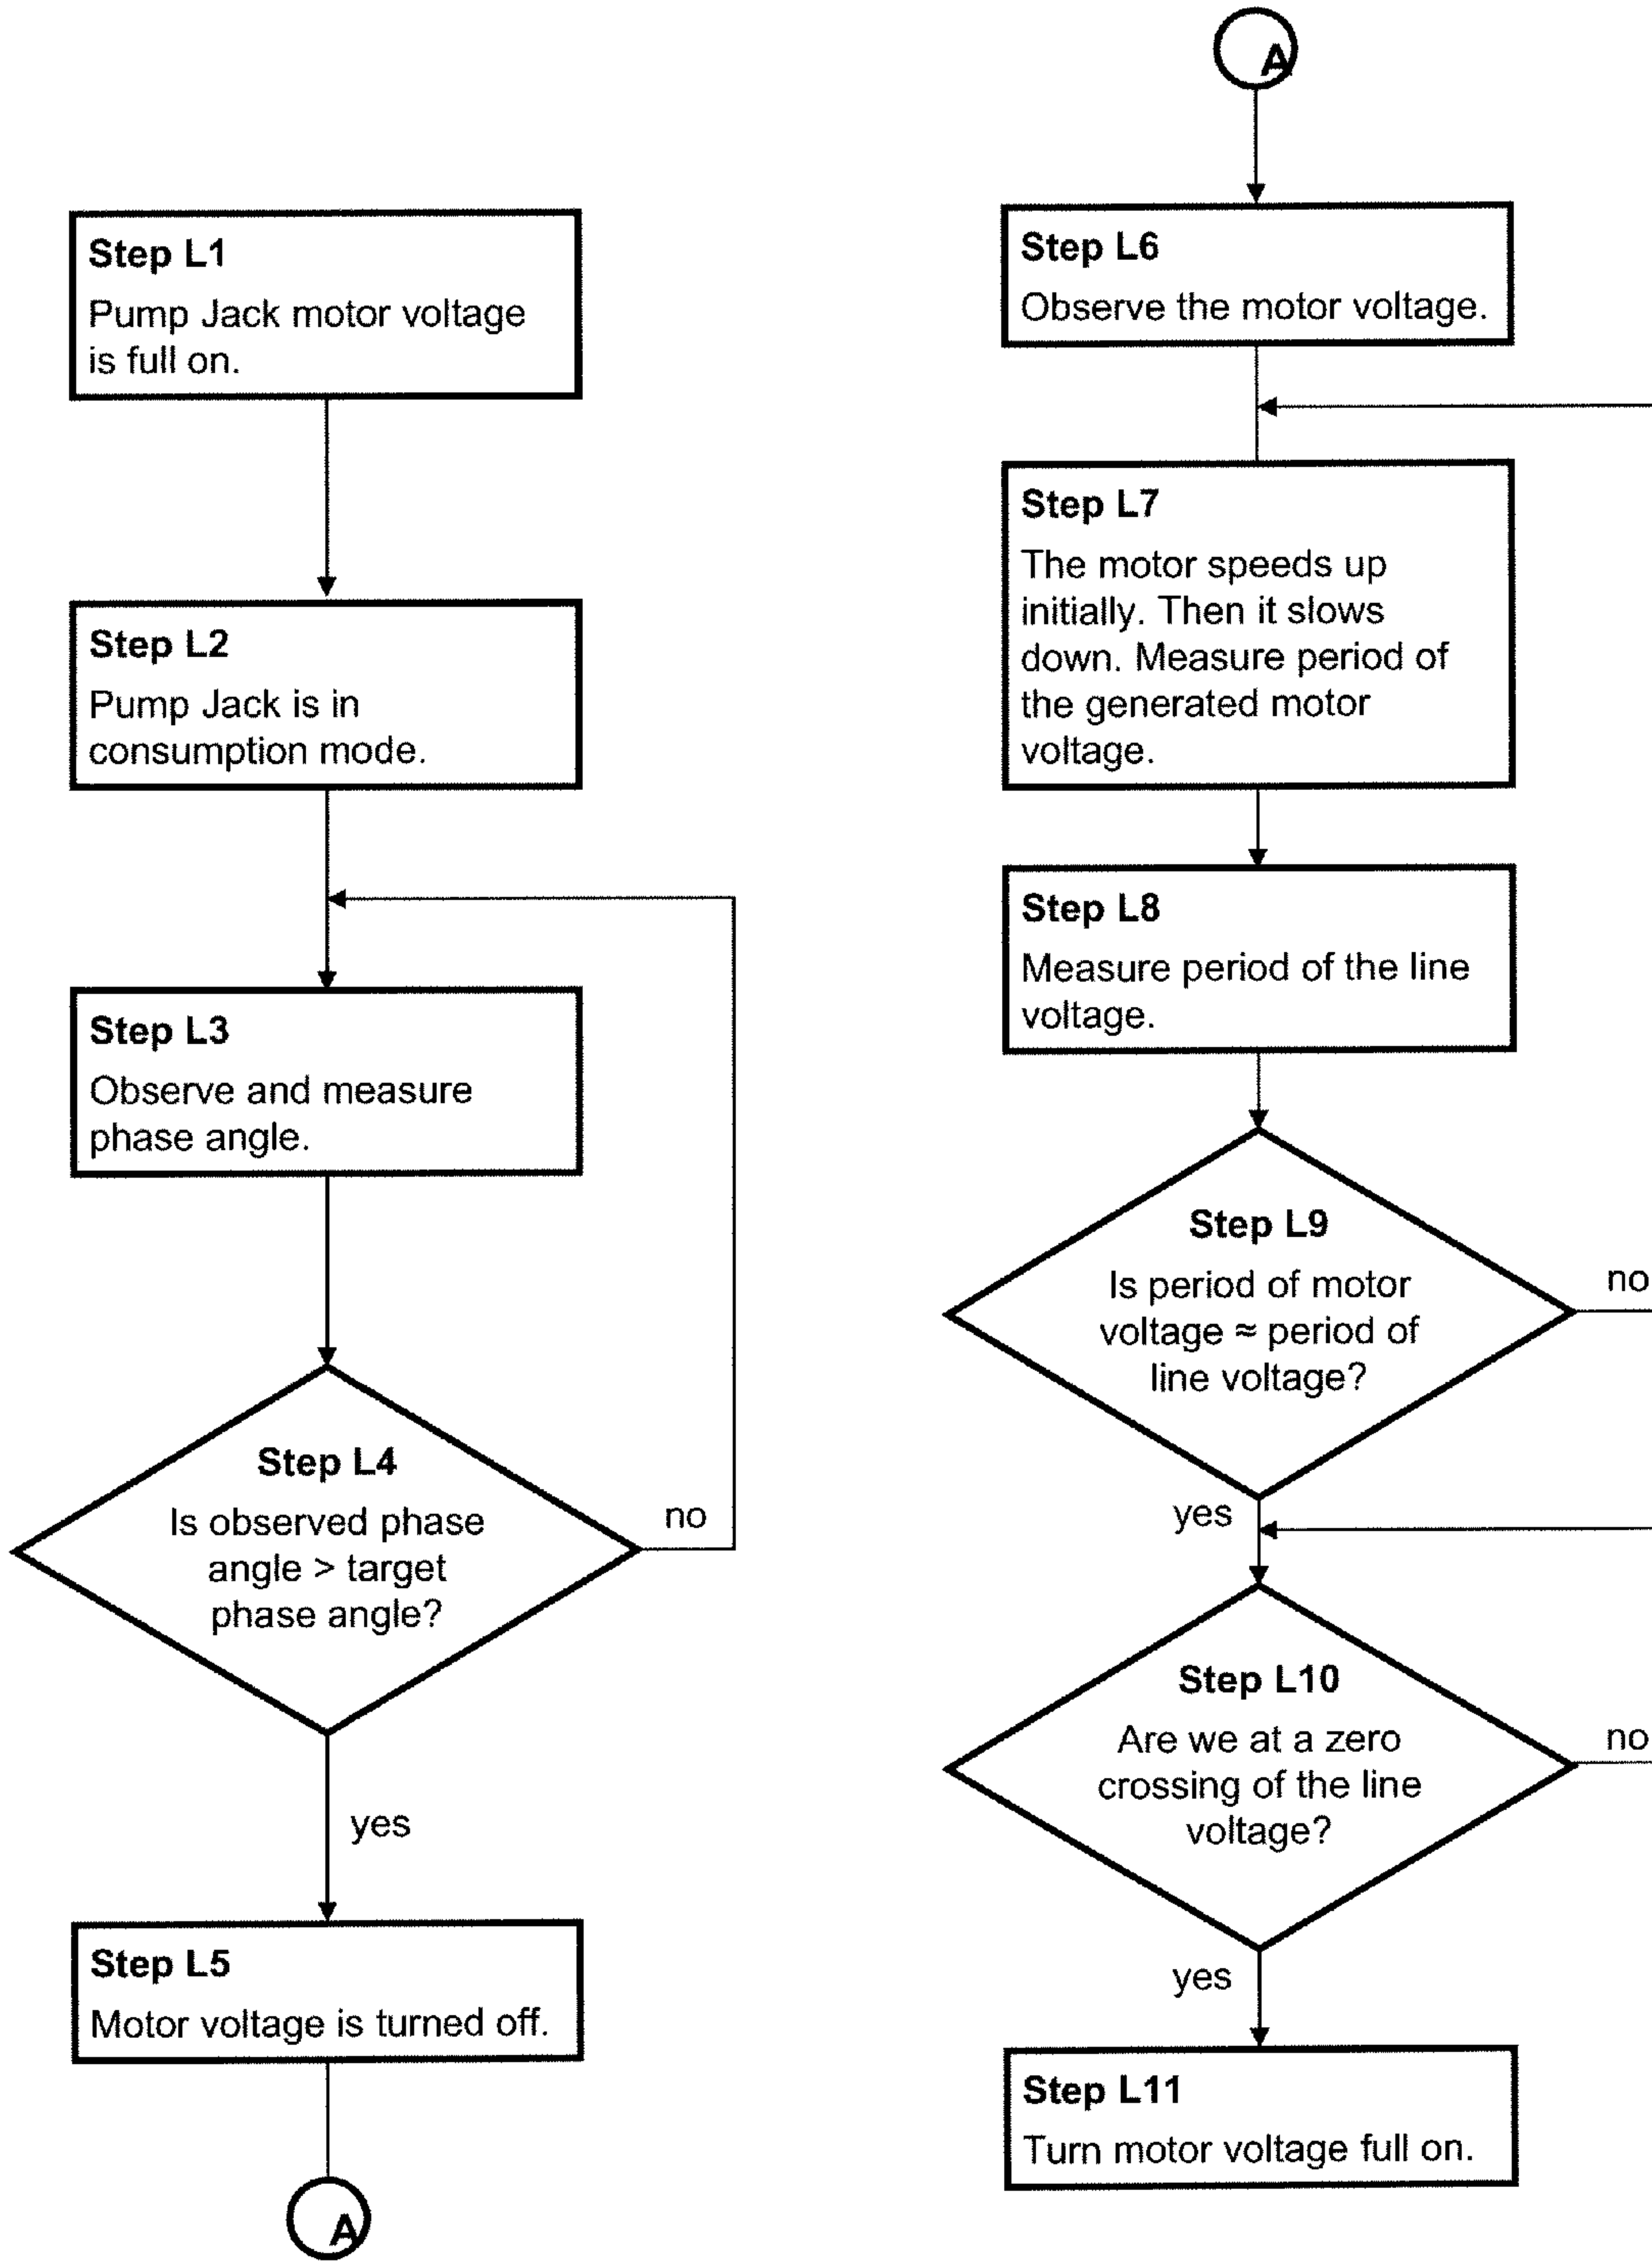 Step L1
Pump Jack motor voltage
is full on.
Step L2
Pump Jack is in
consumption mode.
Step L3
Observe and measure
phase angle.
Step L4
Is observed phase
angle > target
phase angle?
no
yes
Step L5
Motor voltage is turned off.
A
A
Step L6
Observe the motor voltage.
Step L7
The motor speeds up
initially. Then it slows
down. Measure period of
the generated motor
voltage.
Step L8
Measure period of the line
voltage.
Step L9
Is period of motor
voltage ≈ period of
line voltage?
no
yes
Step L10
Are we at a zero
crossing of the line
voltage?
no
yes
Step L11
Turn motor voltage full on.